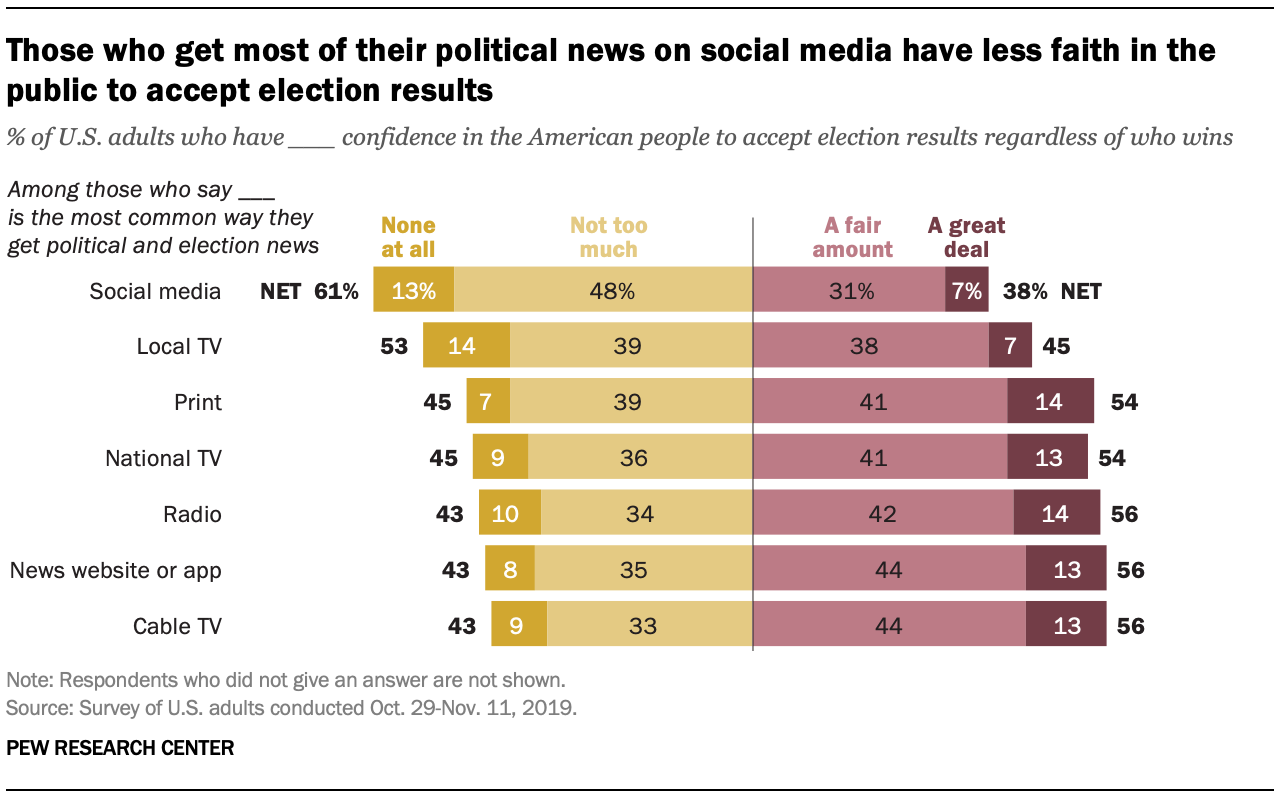 Those who get most of their political news on social media have less faith in the
public to accept election results
% of U.S. adults who have ___ confidence in the American people to accept election results regardless of who wins
Among those who say ___
is the most common way they
get political and election news
None
at all
Not too
much
A fair
amount
A great
deal
Social media NET 61% 13% 48% 31% 7% 38% NET
Local TV 53 14 39 38 7 45
Print 45 7 39 41 14 54
National TV 45 9 36 41 13 54
Radio 43 10 34 42 14 56
News website or app 43 8 35 44 13 56
Cable TV 43 9 33 44 13 56
Note: Respondents who did not give an answer are not shown.
Source: Survey of U.S. adults conducted Oct. 29-Nov. 11, 2019.
PEW RESEARCH CENTER